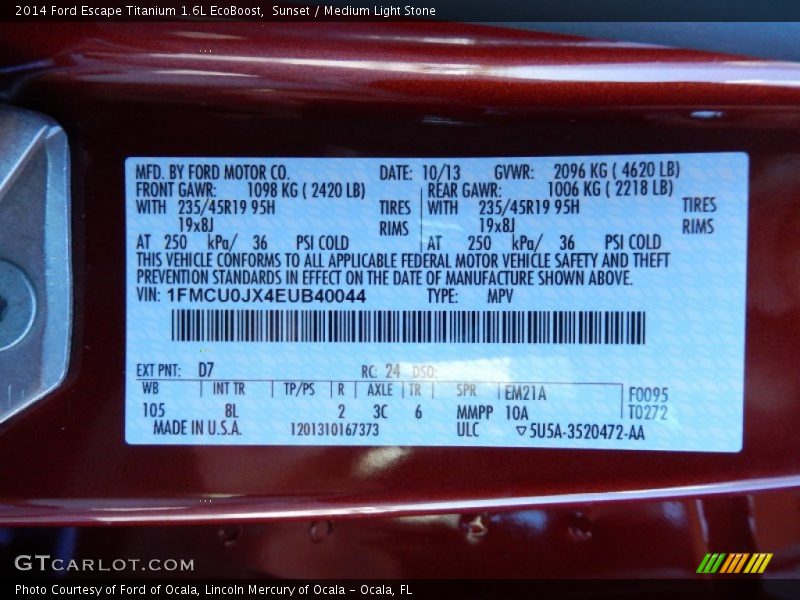 2014 Ford Escape Titanium 1.6L EcoBoost, Sunset / Medium Light Stone
MFD. BY FORD MOTOR CO. DATE: 10/13 GVWR: 2096 KG ( 4620 LB)
FRONT GAWR: 1098 KG ( 2420 LB) REAR GAWR: 1006 KG ( 2218 LB)
WITH 235/45R19 95H TIRES WITH 235/45R19 95H TIRES
19x8J RIMS 19x8J RIMS
AT 250 kPa/ 36 PSI COLD AT 250 kPa/ 36 PSI COLD
THIS VEHICLE CONFORMS TO ALL APPLICABLE FEDERAL MOTOR VEHICLE SAFETY AND THEFT
PREVENTION STANDARDS IN EFFECT ON THE DATE OF MANUFACTURE SHOWN ABOVE.
VIN: 1FMCU0JX4EUB40044 TYPE: MPV
EXT PNT: D7 RC: 24 DSO:
WB INT TR TP/PS R AXLE TR SPR EM21A F0095
105 8L 2 3C 6 MMPP 10A T0272
MADE IN U.S.A. 1201310167373 ULC ▽5U5A-3520472-AA
GTCARLOT.COM
Photo Courtesy of Ford of Ocala, Lincoln Mercury of Ocala - Ocala, FL